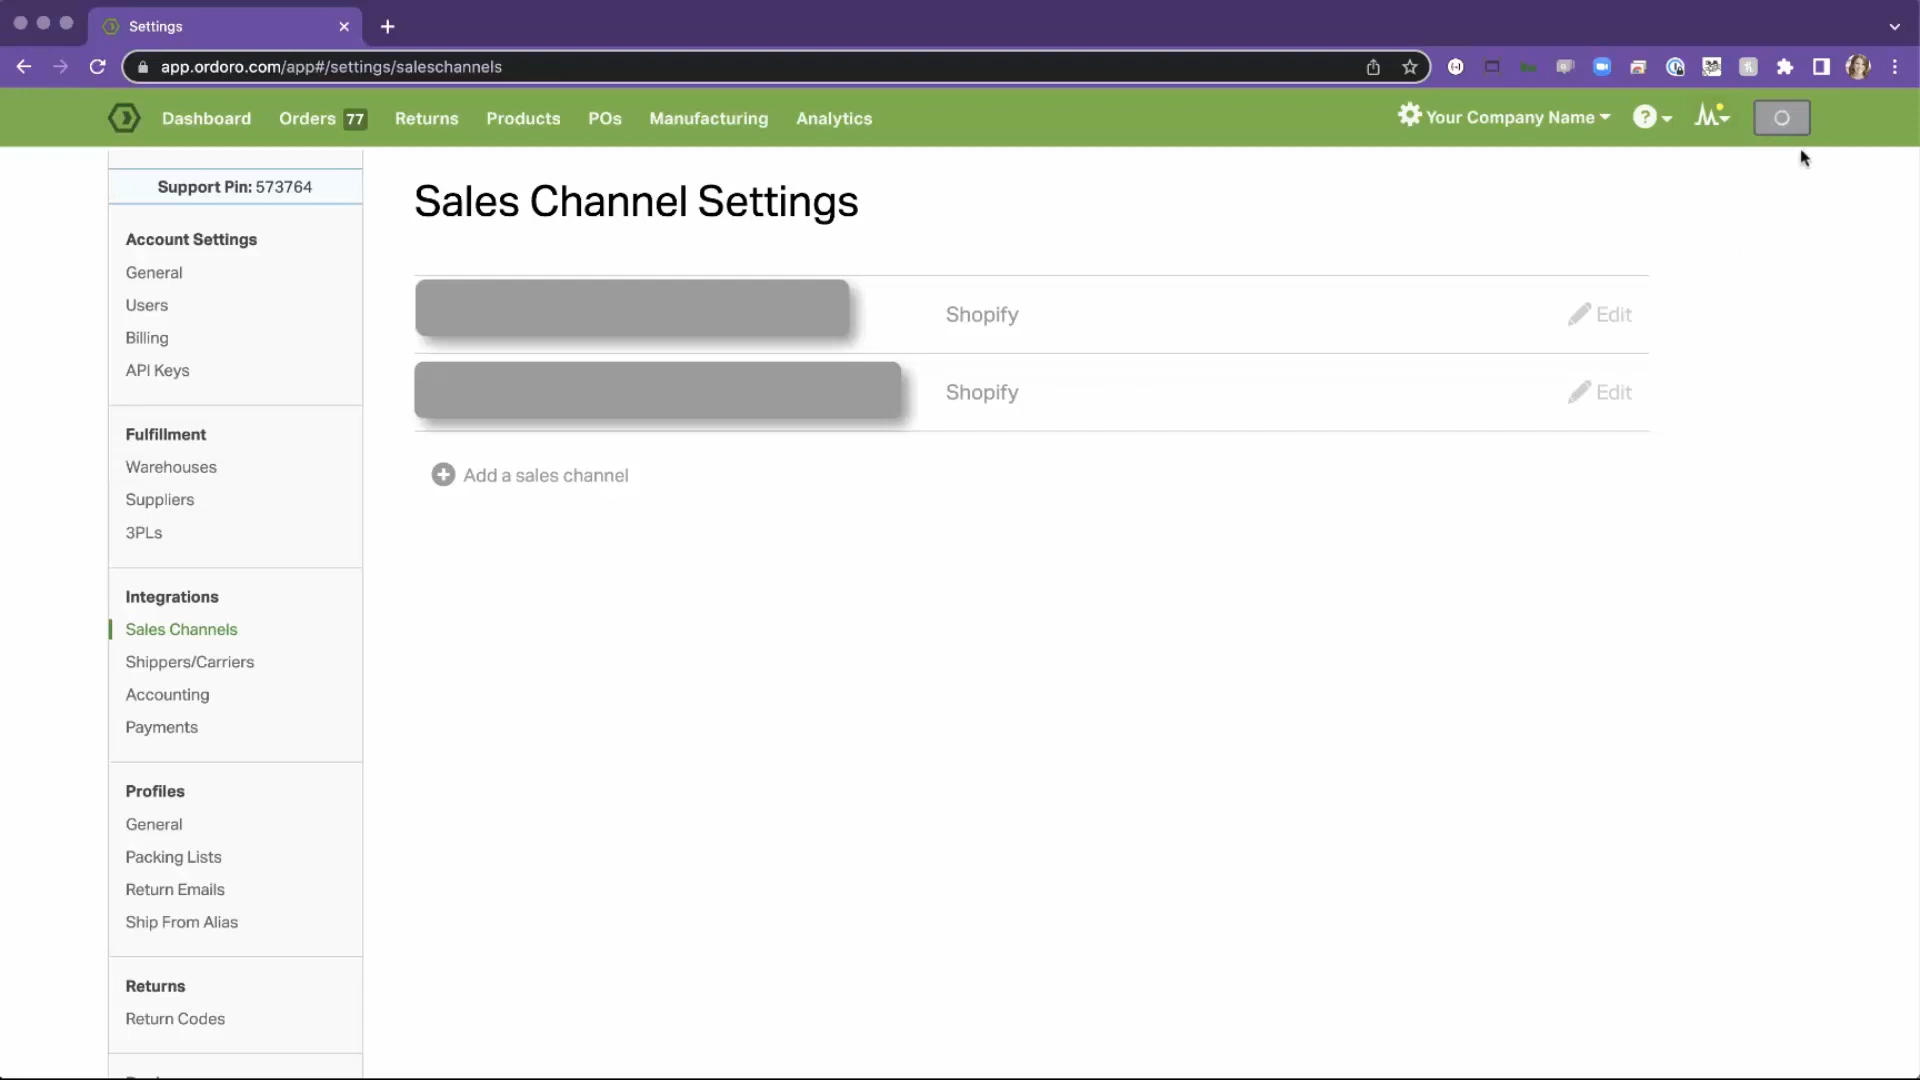 Settings
app.ordoro.com/app#/settings/saleschannels
Dashboard Orders 77 Returns Products POs Manufacturing Analytics
Your Company Name
Support Pin: 573764
Account Settings
General
Users
Billing
API Keys
Fulfillment
Warehouses
Suppliers
3PLs
Integrations
Sales Channels
Shippers/Carriers
Accounting
Payments
Profiles
General
Packing Lists
Return Emails
Ship From Alias
Returns
Return Codes
Sales Channel Settings
Shopify Edit
Shopify Edit
Add a sales channel